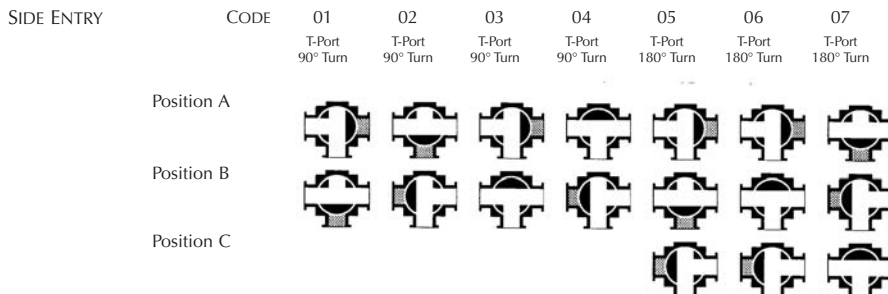 SIDE ENTRY CODE 01 02 03 04 05 06 07
T-Port T-Port T-Port T-Port T-Port T-Port T-Port
90° Turn 90° Turn 90° Turn 90° Turn 180° Turn 180° Turn 180° Turn
Position A
Position B
Position C